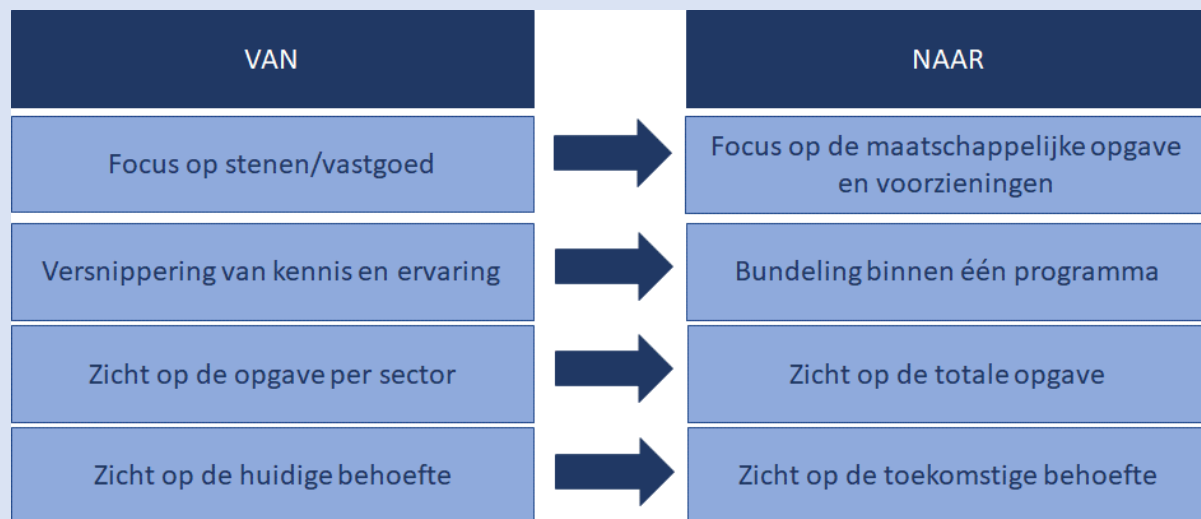 VAN
NAAR
Focus op stenen/vastgoed
Focus op de maatschappelijke opgave
en voorzieningen
Versnippering van kennis en ervaring
Bundeling binnen één programma
Zicht op de opgave per sector
Zicht op de totale opgave
Zicht op de huidige behoefte
Zicht op de toekomstige behoefte